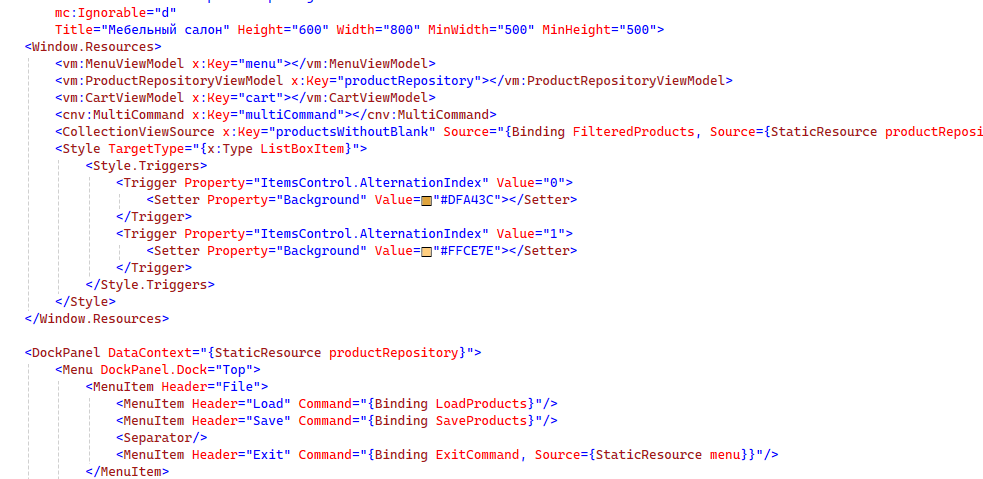 mc:Ignorable="d"
Title="Мебельный салон" Height="600" Width="800" MinWidth="500" MinHeight="500">
<Window.Resources>
<vm:MenuViewModel x:Key="menu"></vm:MenuViewModel>
<vm:ProductRepositoryViewModel x:Key="productRepository"></vm:ProductRepositoryViewModel>
<vm:CartViewModel x:Key="cart"></vm:CartViewModel>
<cnv:MultiCommand x:Key="multiCommand"></cnv:MultiCommand>
<CollectionViewSource x:Key="productsWithoutBlank" Source="{Binding FilteredProducts, Source={StaticResource productReposi
<Style TargetType="{x:Type ListBoxItem}">
<Style.Triggers>
<Trigger Property="ItemsControl.AlternationIndex" Value="0">
<Setter Property="Background" Value="#DFA43C"></Setter>
</Trigger>
<Trigger Property="ItemsControl.AlternationIndex" Value="1">
<Setter Property="Background" Value="#FFCE7E"></Setter>
</Trigger>
</Style.Triggers>
</Style>
</Window.Resources>
<DockPanel DataContext="{StaticResource productRepository}">
<Menu DockPanel.Dock="Top">
<MenuItem Header="File">
<MenuItem Header="Load" Command="{Binding LoadProducts}"/>
<MenuItem Header="Save" Command="{Binding SaveProducts}"/>
<Separator/>
<MenuItem Header="Exit" Command="{Binding ExitCommand, Source={StaticResource menu}}"/>
</MenuItem>